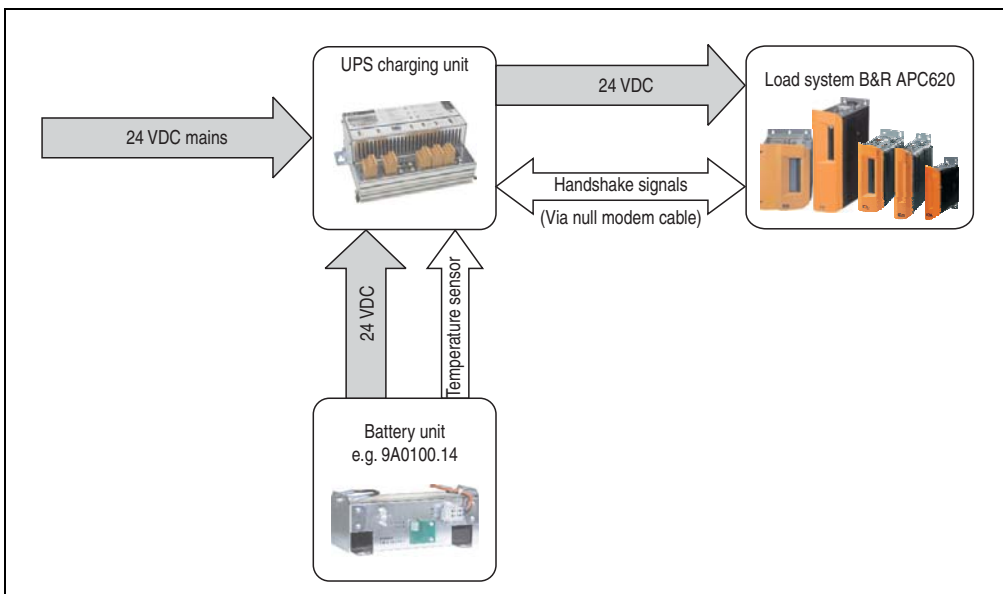 UPS charging unit
24 VDC
Load system B&R APC620
24 VDC mains
Handshake signals
(Via null modem cable)
24 VDC
Temperature sensor
Battery unit
e.g. 9A0100.14